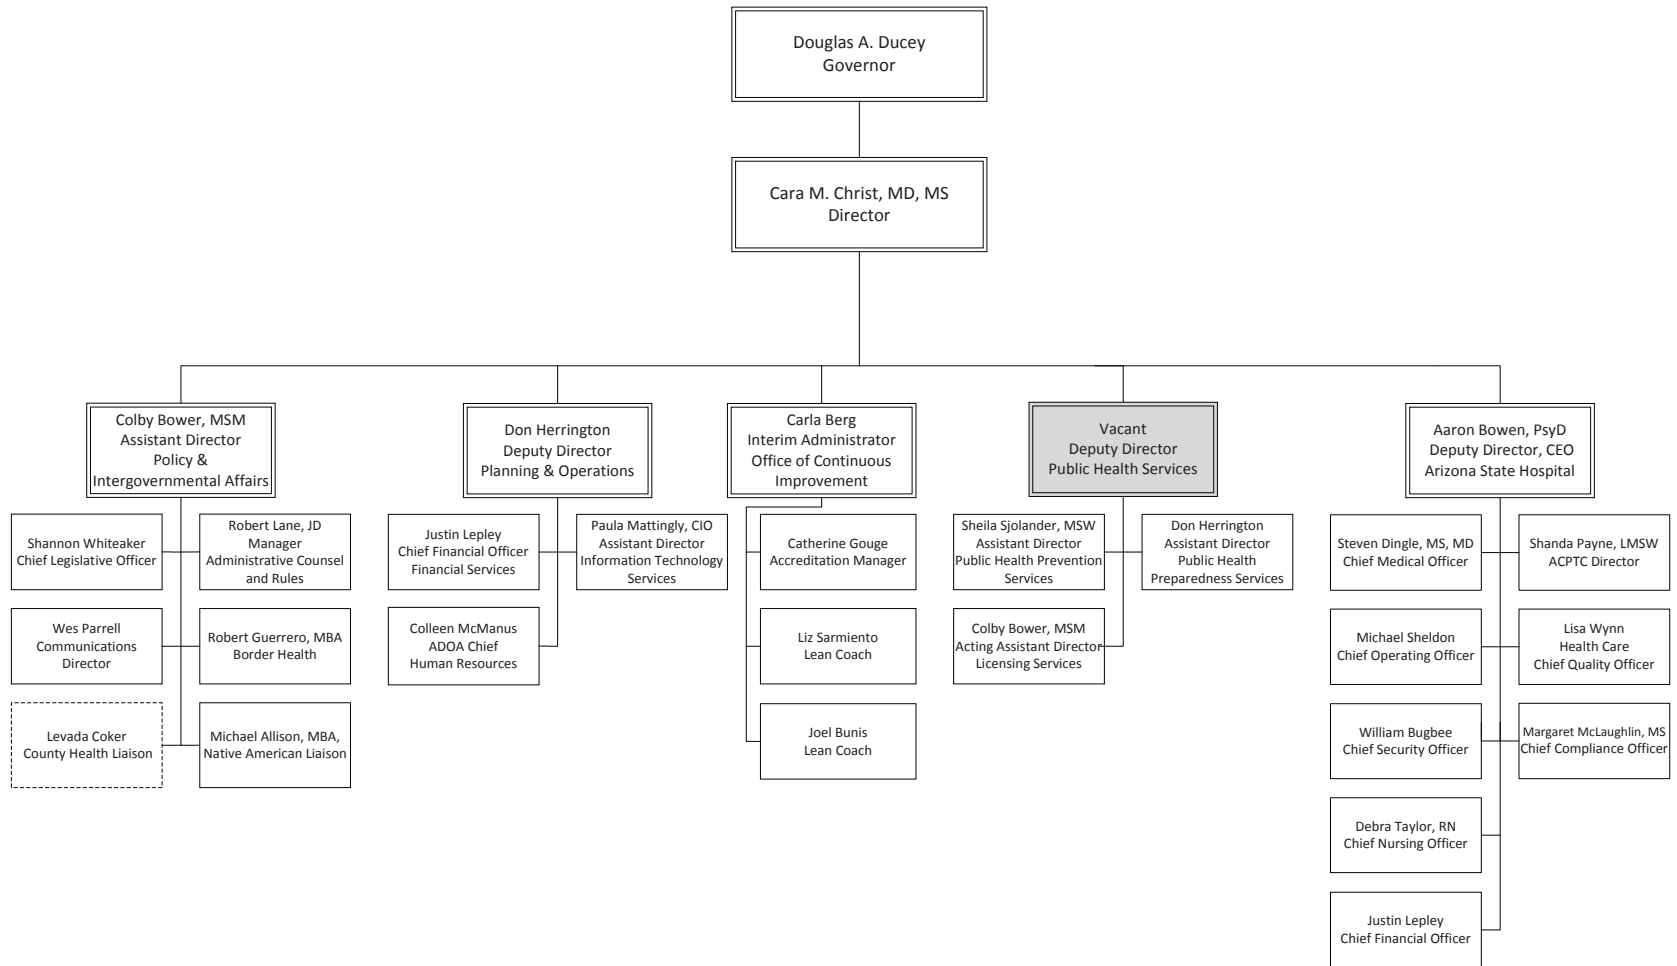 Douglas A. Ducey
Governor
Cara M. Christ, MD, MS
Director
Colby Bower, MSM
Assistant Director
Policy &
Intergovernmental Affairs
Shannon Whiteaker
Chief Legislative Officer
Robert Lane, JD
Manager
Administrative Counsel
and Rules
Wes Parrell
Communications
Director
Robert Guerrero, MBA
Border Health
Levada Coker
County Health Liaison
Michael Allison, MBA,
Native American Liaison
Don Herrington
Deputy Director
Planning & Operations
Justin Lepley
Chief Financial Officer
Financial Services
Paula Mattingly, CIO
Assistant Director
Information Technology
Services
Colleen McManus
ADOA Chief
Human Resources
Carla Berg
Interim Administrator
Office of Continuous
Improvement
Catherine Gouge
Accreditation Manager
Liz Sarmiento
Lean Coach
Joel Bunis
Lean Coach
Vacant
Deputy Director
Public Health Services
Sheila Sjolander, MSW
Assistant Director
Public Health Prevention
Services
Don Herrington
Assistant Director
Public Health
Preparedness Services
Colby Bower, MSM
Acting Assistant Director
Licensing Services
Aaron Bowen, PsyD
Deputy Director, CEO
Arizona State Hospital
Steven Dingle, MS, MD
Chief Medical Officer
Shanda Payne, LMSW
ACPTC Director
Michael Sheldon
Chief Operating Officer
Lisa Wynn
Health Care
Chief Quality Officer
William Bugbee
Chief Security Officer
Margaret McLaughlin, MS
Chief Compliance Officer
Debra Taylor, RN
Chief Nursing Officer
Justin Lepley
Chief Financial Officer